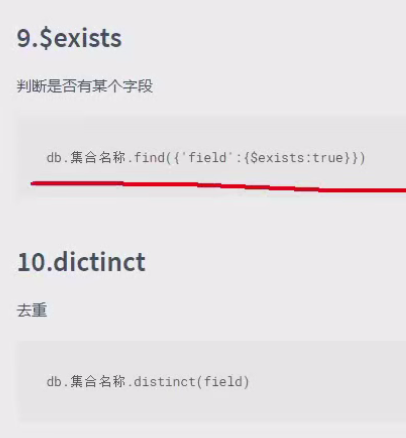 9.$exists
判断是否有某个字段
db.集合名称.find({'field':{$exists:true}})
10.dictinct
去重
db.集合名称.distinct(field)